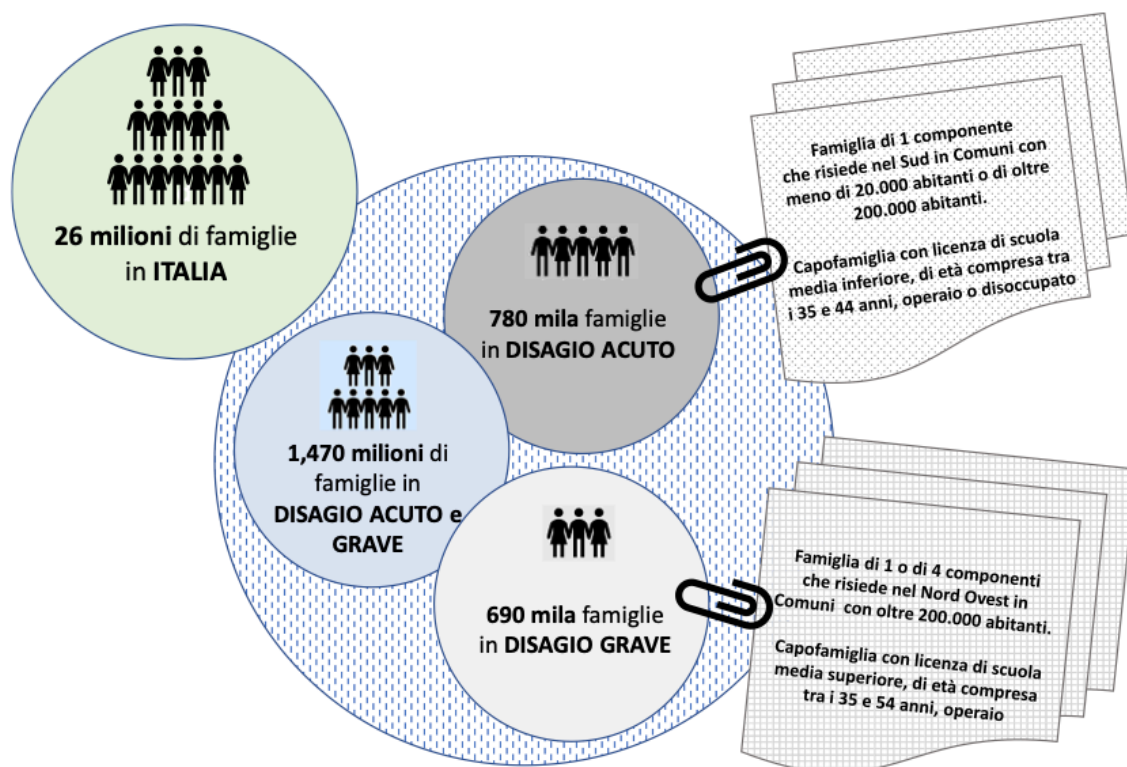 26 milioni di famiglie
in ITALIA
780 mila famiglie
in DISAGIO ACUTO
1,470 milioni di
famiglie in
DISAGIO ACUTO e
GRAVE
690 mila famiglie
in DISAGIO GRAVE
Famiglia di 1 componente
che risiede nel Sud in Comuni con
meno di 20.000 abitanti o di oltre
200.000 abitanti.
Capofamiglia con licenza di scuola
media inferiore, di età compresa tra
i 35 e 44 anni, operaio o disoccupato
Famiglia di 1 o di 4 componenti
che risiede nel Nord Ovest in
Comuni con oltre 200.000 abitanti.
Capofamiglia con licenza di scuola
media superiore, di età compresa
tra i 35 e 54 anni, operaio